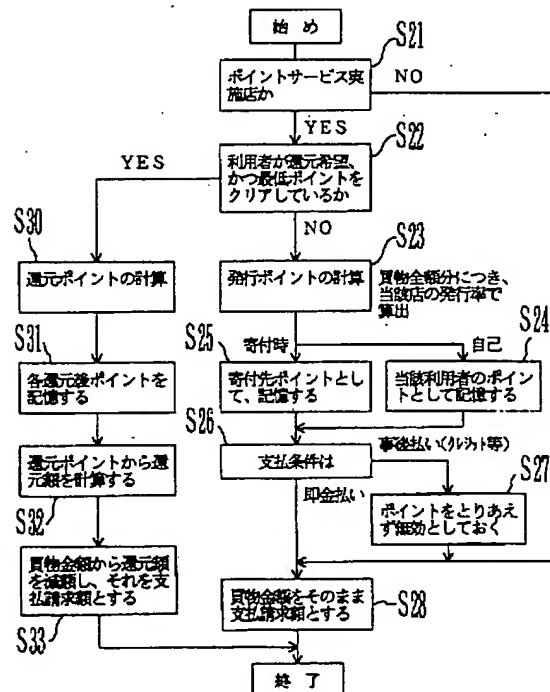 始 め
S21
ポイントサービス実
施店か
NO
YES
S22
YES
利用者が還元希望、
かつ最低ポイントを
クリアしているか
S30
NO
S23
還元ポイントの計算
発行ポイントの計算
買物金額分につき、
当該店の発行率で
算出
S31
S25
寄付時
自己
S24
各還元後ポイントを
記憶する
寄付先ポイントとし
て、記憶する
当該利用者のポイン
トとして記憶する
S26
還元ポイントから還
元額を計算する
支払条件は
事後払い(クレジット等)
S27
S32
即金払い
ポイントをとりあえ
ず無効としておく
買物金額から還元額
を減額し、それを支
払請求額とする
買物金額をそのまま
支払請求額とする
S28
S33
終 了